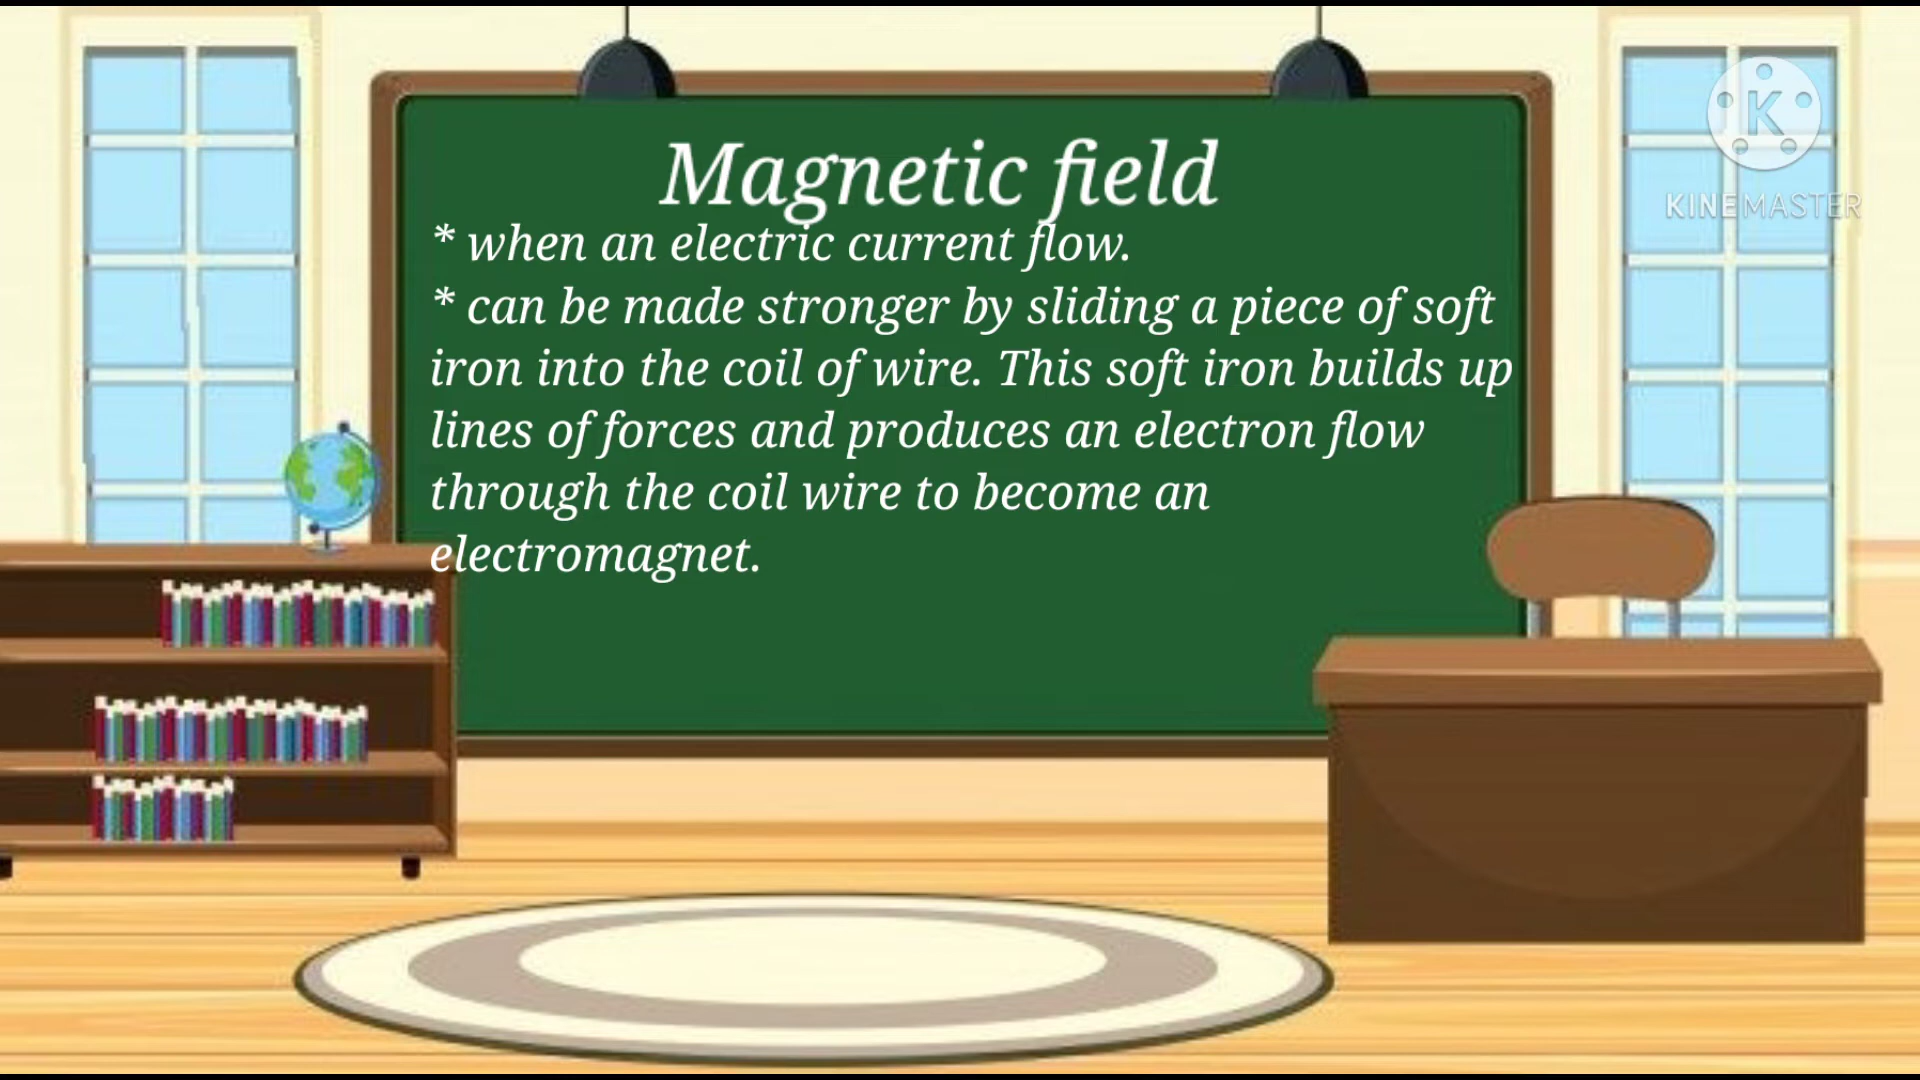 Magnetic field
* when an electric current flow.
* can be made stronger by sliding a piece of soft
iron into the coil of wire. This soft iron builds up
lines of forces and produces an electron flow
through the coil wire to become an
electromagnet.
K
KINEMASTER